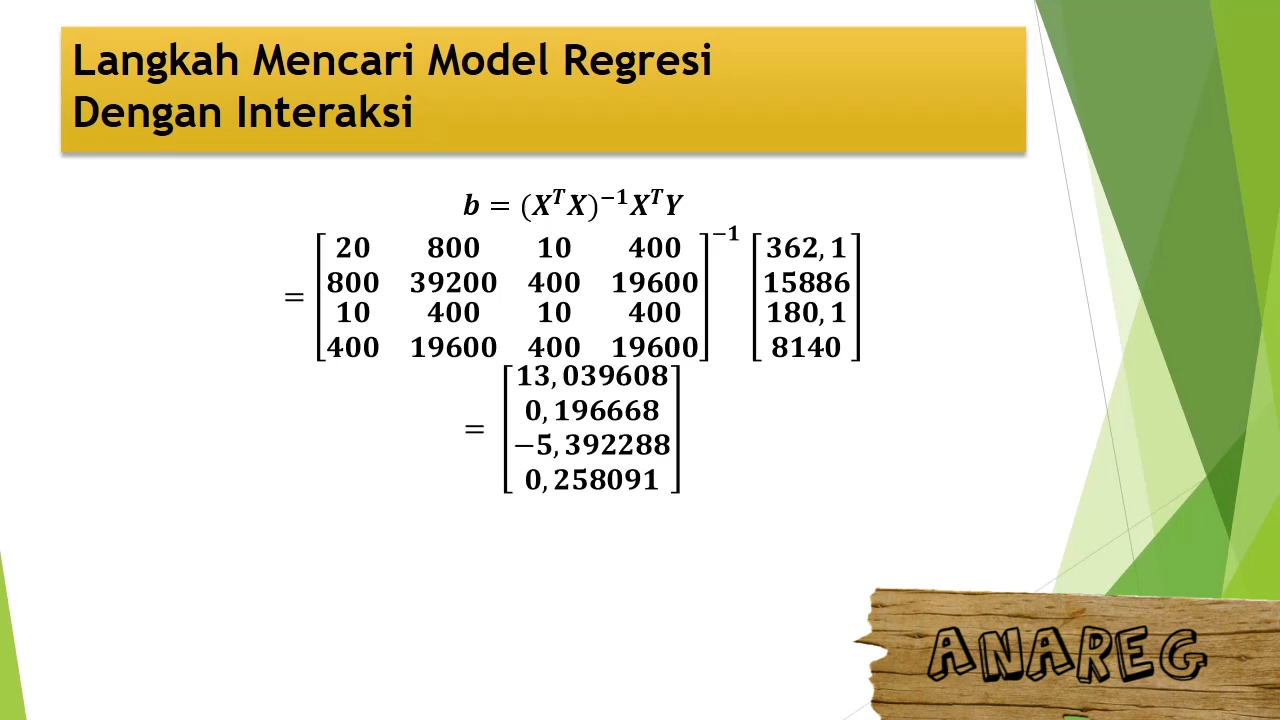 Langkah Mencari Model Regresi
Dengan Interaksi
b = (X^T X)^−1 X^T Y
= [20 800 10 400
800 39200 400 19600
10 400 10 400
400 19600 400 19600]^−1 [362,1
15886
180,1
8140]
= [13,039608
0,196668
−5,392288
0,258091]
ANAREG